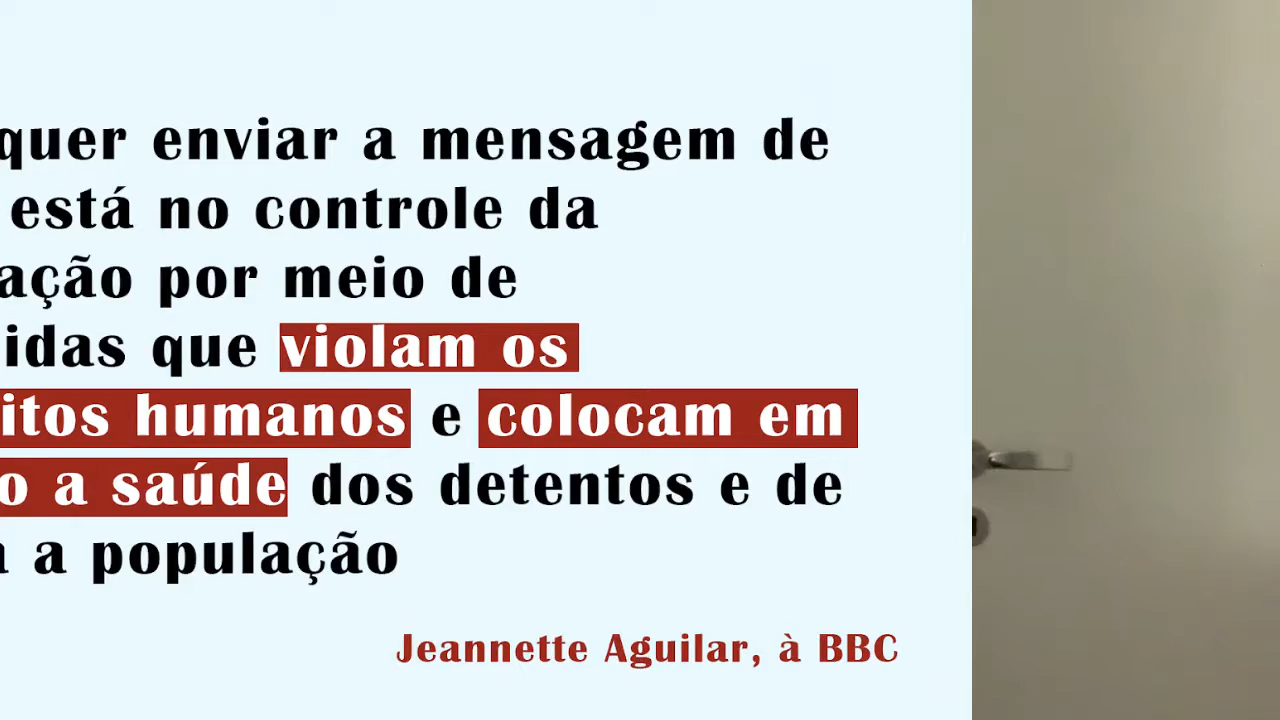 quer enviar a mensagem de
está no controle da
ação por meio de
idas que violam os
itos humanos e colocam em
o a saúde dos detentos e de
a a população
Jeannette Aguilar, à BBC